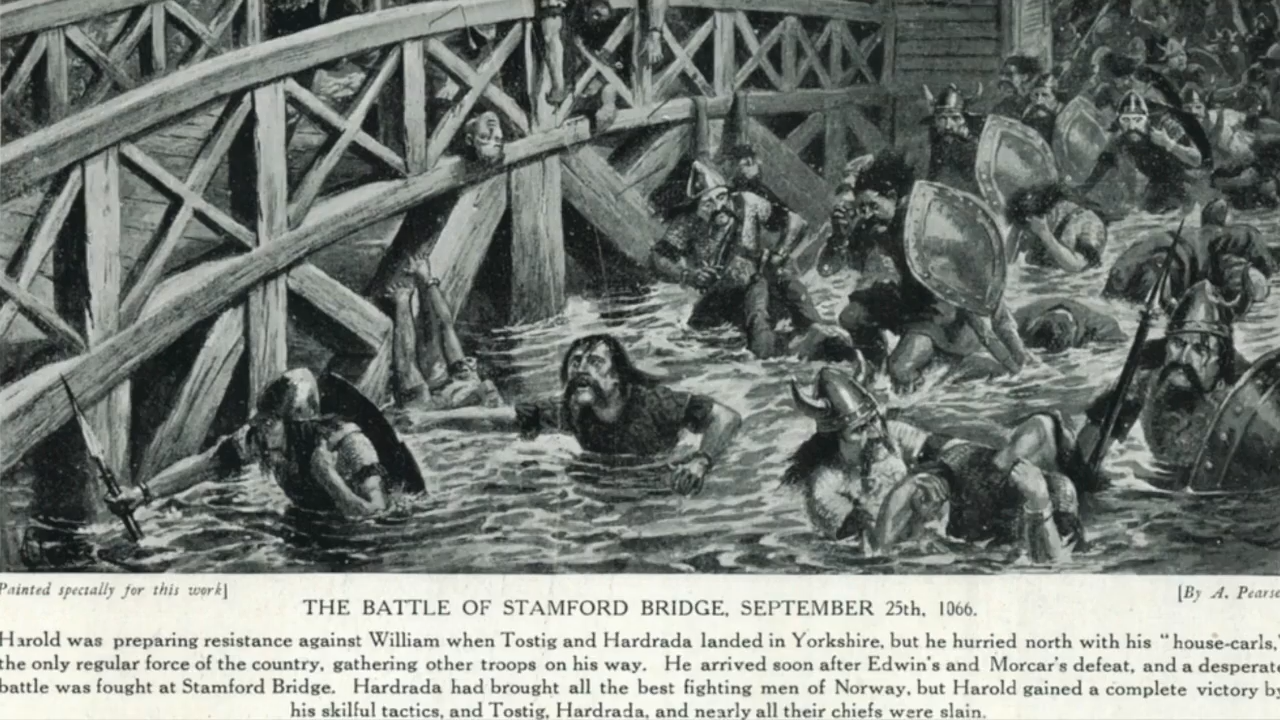 Painted specially for this work]
[By A. Pearse
THE BATTLE OF STAMFORD BRIDGE, SEPTEMBER 25th, 1066.
Harold was preparing resistance against William when Tostig and Hardrada landed in Yorkshire, but he hurried north with his "house-carls,"
the only regular force of the country, gathering other troops on his way. He arrived soon after Edwin's and Morcar's defeat, and a desperate
battle was fought at Stamford Bridge. Hardrada had brought all the best fighting men of Norway, but Harold gained a complete victory by
his skilful tactics, and Tostig, Hardrada, and nearly all their chiefs were slain.